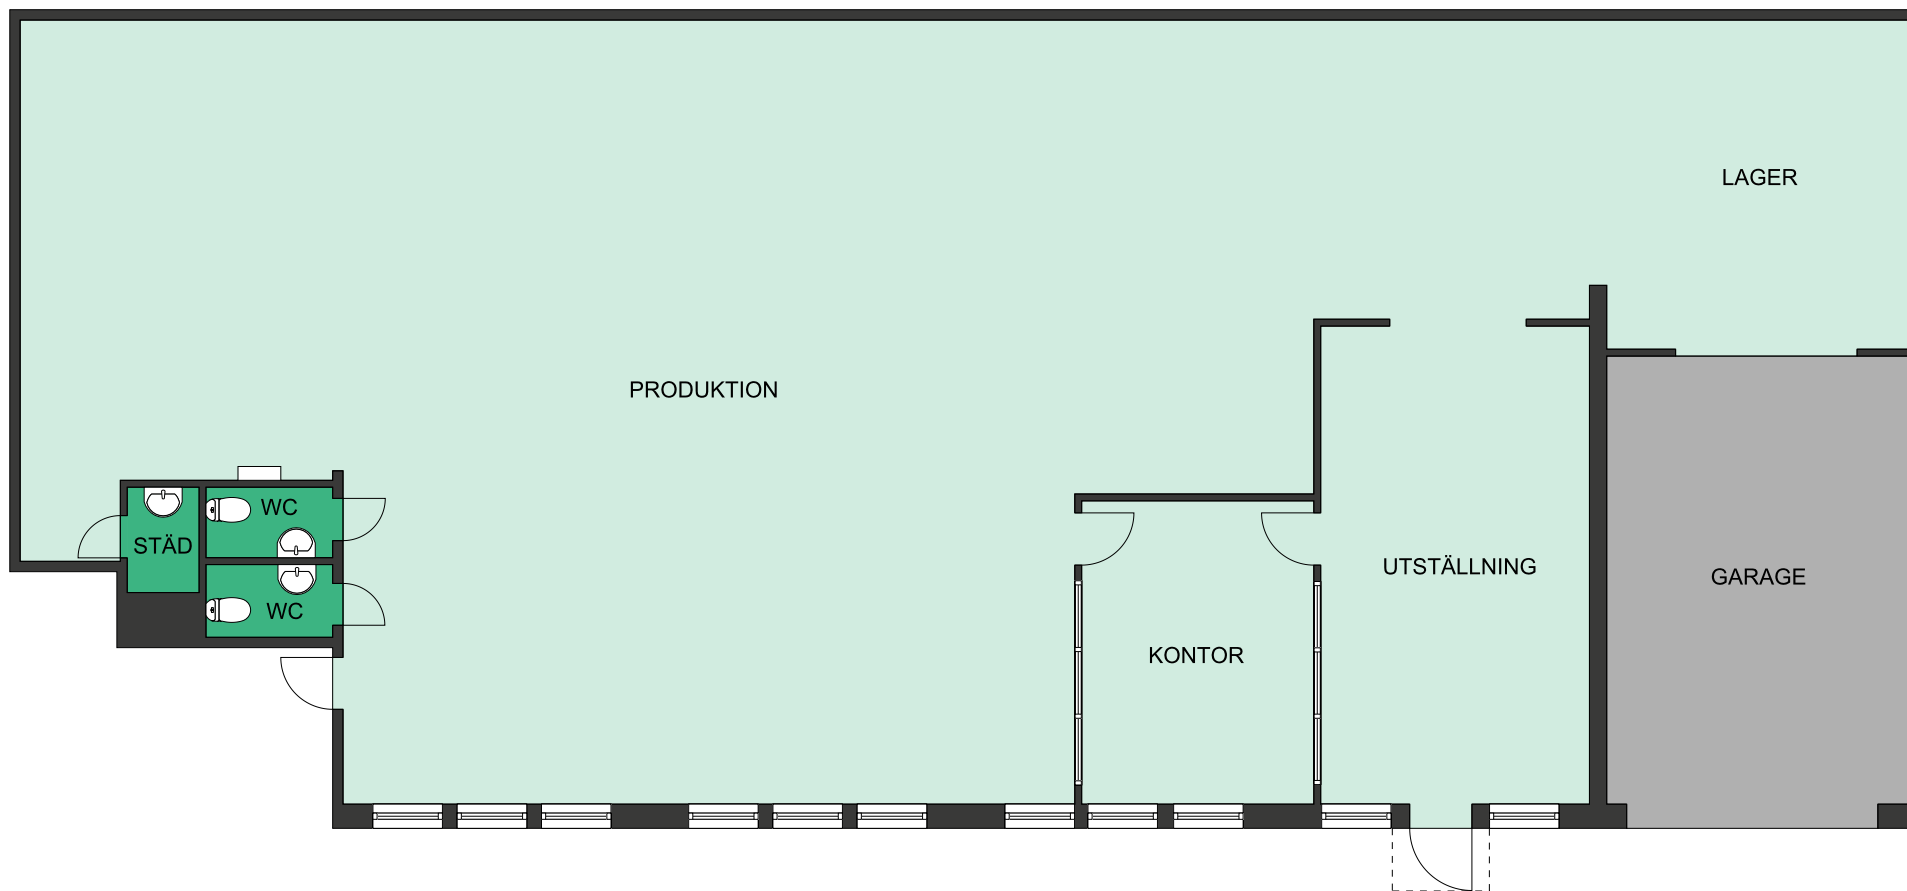 LAGER
PRODUKTION
WC
STÄD
UTSTÄLLNING
GARAGE
WC
KONTOR